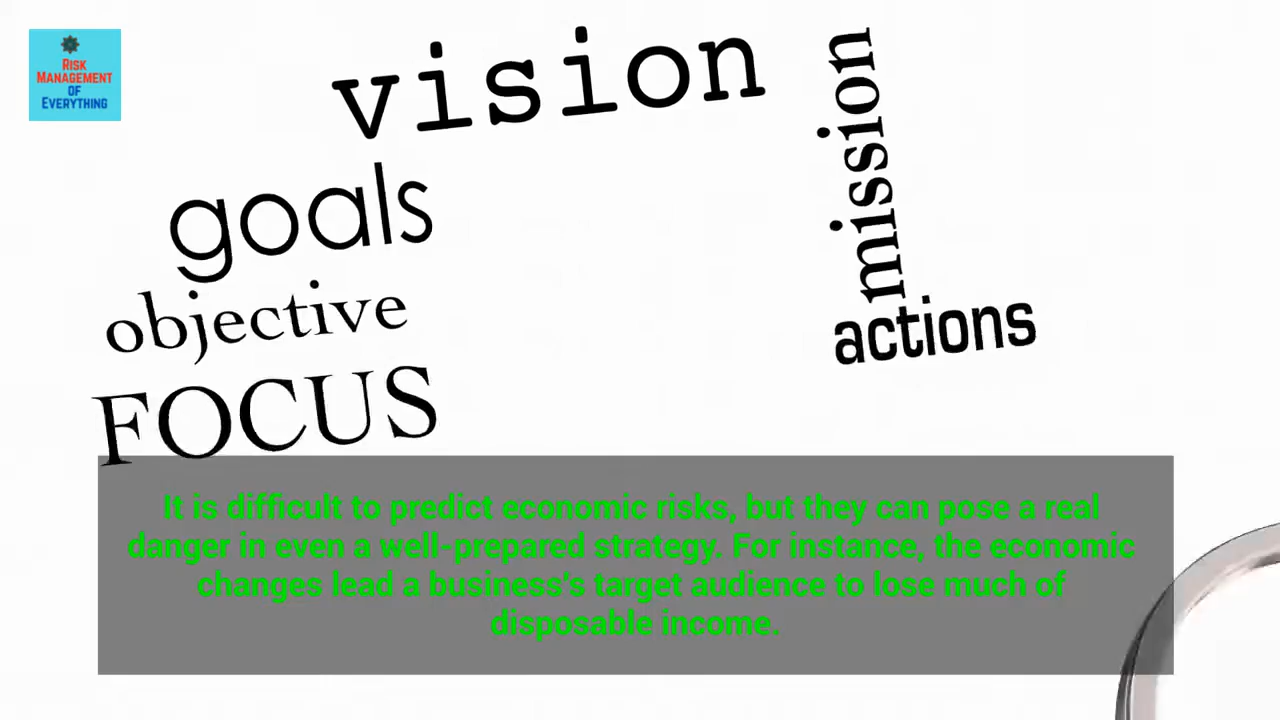 RISK
MANAGEMENT
OF
EVERYTHING
vision
mission
goals
objective
actions
FOCUS
It is difficult to predict economic risks, but they can pose a real
danger in even a well-prepared strategy. For instance, the economic
changes lead a business's target audience to lose much of
disposable income.